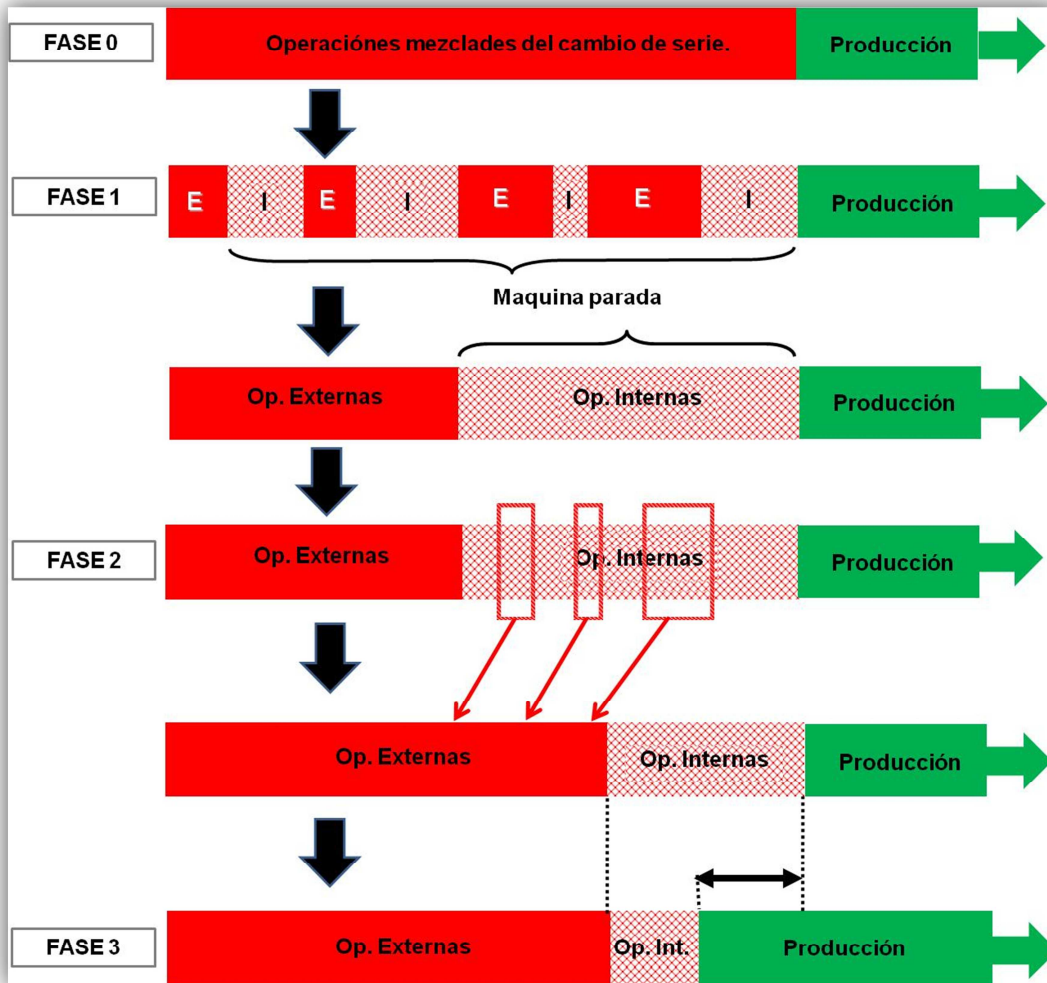 FASE 0
Operaciónes mezclades del cambio de serie.
Producción
FASE 1
E
I
E
I
E
I
E
I
Producción
Maquina parada
Op. Externas
Op. Internas
Producción
FASE 2
Op. Externas
Op. Internas
Producción
Op. Externas
Op. Internas
Producción
FASE 3
Op. Externas
Op. Int.
Producción